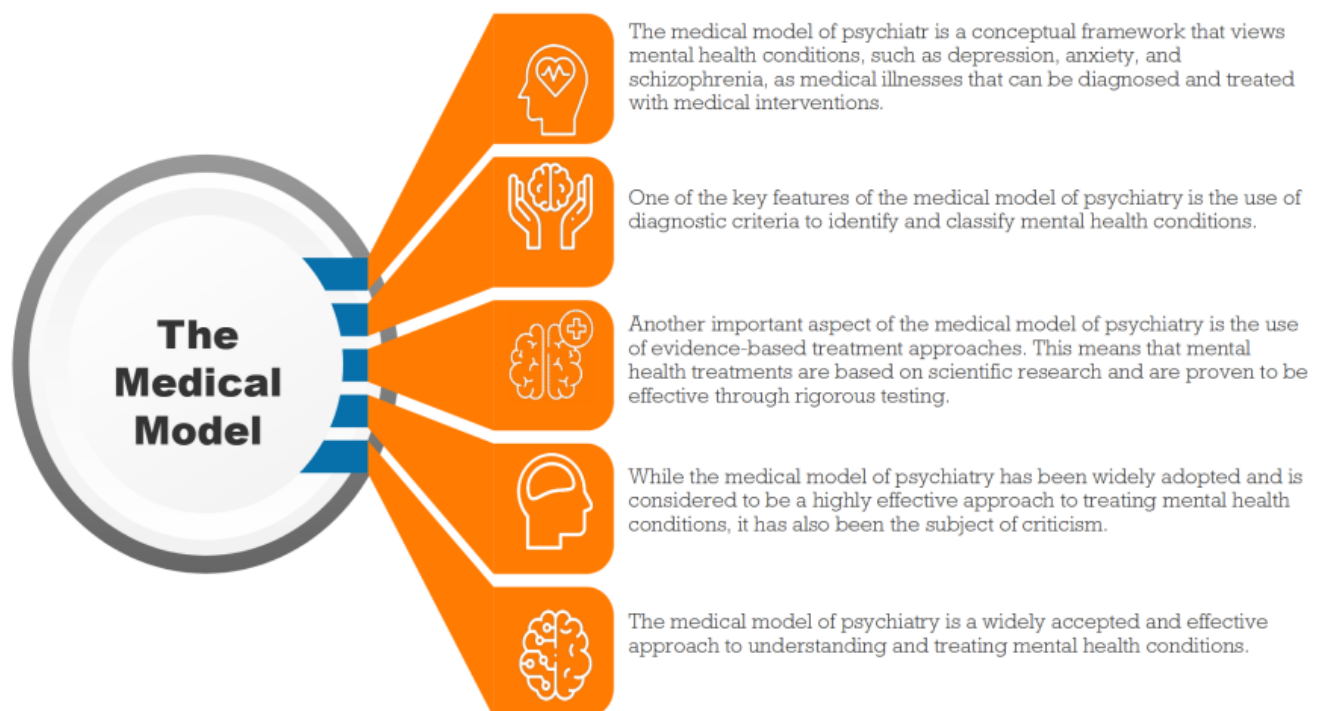 The
Medical
Model
The medical model of psychiatr is a conceptual framework that views
mental health conditions, such as depression, anxiety, and
schizophrenia, as medical illnesses that can be diagnosed and treated
with medical interventions.
One of the key features of the medical model of psychiatry is the use of
diagnostic criteria to identify and classify mental health conditions.
Another important aspect of the medical model of psychiatry is the use
of evidence-based treatment approaches. This means that mental
health treatments are based on scientific research and are proven to be
effective through rigorous testing.
While the medical model of psychiatry has been widely adopted and is
considered to be a highly effective approach to treating mental health
conditions, it has also been the subject of criticism.
The medical model of psychiatry is a widely accepted and effective
approach to understanding and treating mental health conditions.